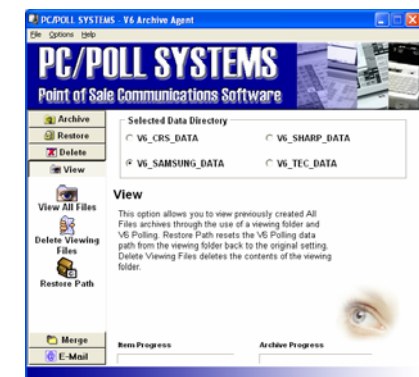 PC/POLL SYSTEMS - V6 Archive Agent
File Options Help
PC/POLL SYSTEMS
Point of Sale Communications Software
Archive
Restore
Delete
View
View All Files
Delete Viewing
Files
Restore Path
Merge
E-Mail
Selected Data Directory
V6_CRS_DATA V6_SHARP_DATA
V6_SAMSUNG_DATA V6_TEC_DATA
View
This option allows you to view previously created All
Files archives through the use of a viewing folder and
V6 Polling. Restore Path resets the V6 Polling data
path from the viewing folder back to the original setting.
Delete Viewing Files deletes the contents of the viewing
folder.
Item Progress Archive Progress